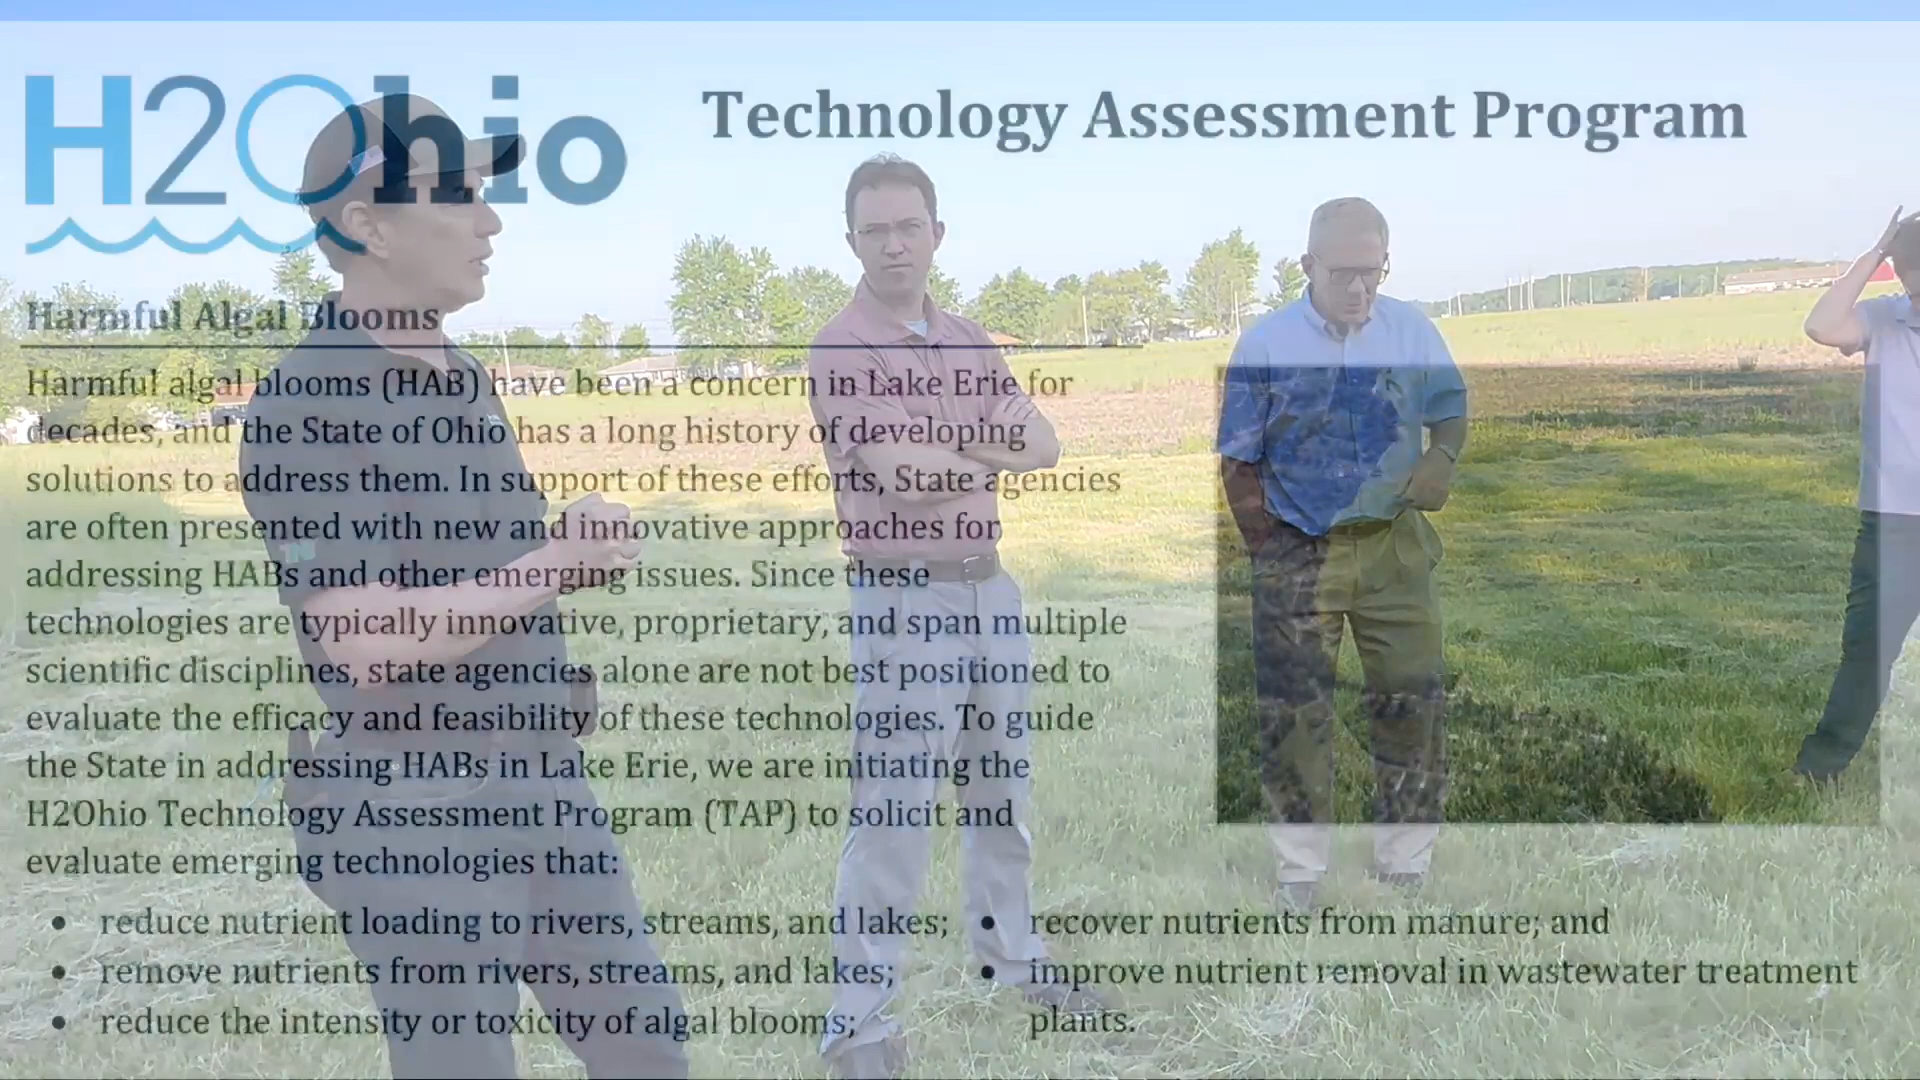 H2Ohio
Technology Assessment Program
Harmful Algal Blooms
Harmful algal blooms (HAB) have been a concern in Lake Erie for
decades, and the State of Ohio has a long history of developing
solutions to address them. In support of these efforts, State agencies
are often presented with new and innovative approaches for
addressing HABs and other emerging issues. Since these
technologies are typically innovative, proprietary, and span multiple
scientific disciplines, state agencies alone are not best positioned to
evaluate the efficacy and feasibility of these technologies. To guide
the State in addressing HABs in Lake Erie, we are initiating the
H2Ohio Technology Assessment Program (TAP) to solicit and
evaluate emerging technologies that:
• reduce nutrient loading to rivers, streams, and lakes;
• remove nutrients from rivers, streams, and lakes;
• reduce the intensity or toxicity of algal blooms;
• recover nutrients from manure; and
• improve nutrient removal in wastewater treatment
plants.